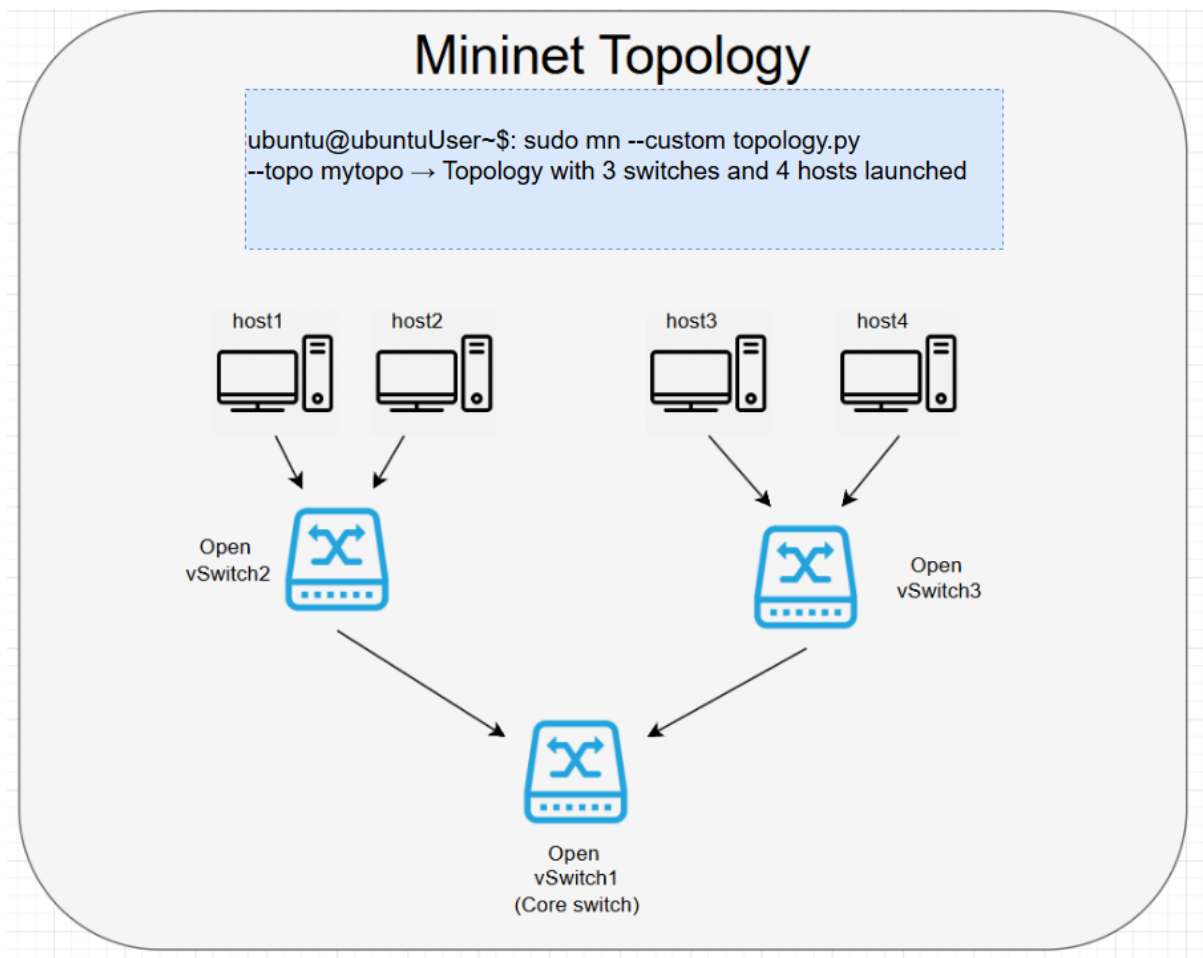 Mininet Topology
ubuntu@ubuntuUser~$: sudo mn --custom topology.py
--topo mytopo → Topology with 3 switches and 4 hosts launched
host1
host2
host3
host4
Open
vSwitch2
Open
vSwitch3
Open
vSwitch1
(Core switch)